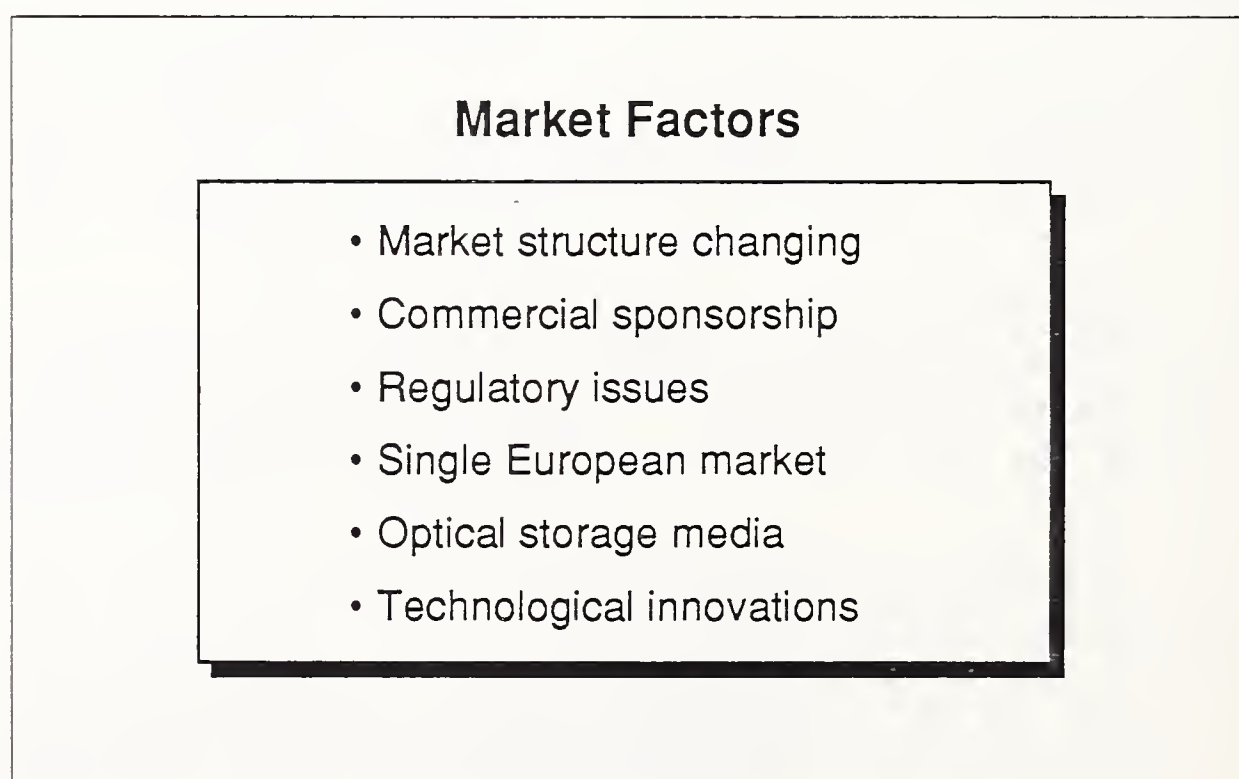 Market Factors
• Market structure changing
• Commercial sponsorship
• Regulatory issues
• Single European market
• Optical storage media
• Technological innovations